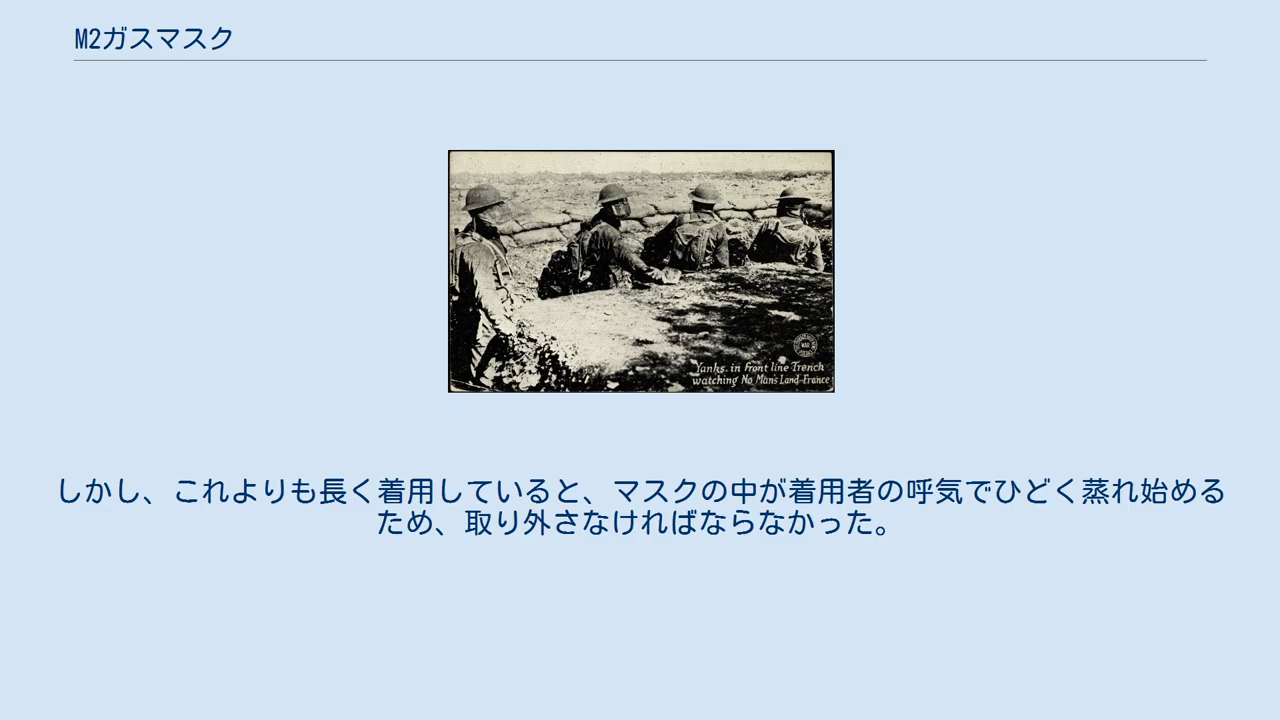 M2ガスマスク
WAR
Yanks in front line Trench
watching No Man's Land-France
しかし、これよりも長く着用していると、マスクの中が着用者の呼気でひどく蒸れ始める
ため、取り外さなければならなかった。